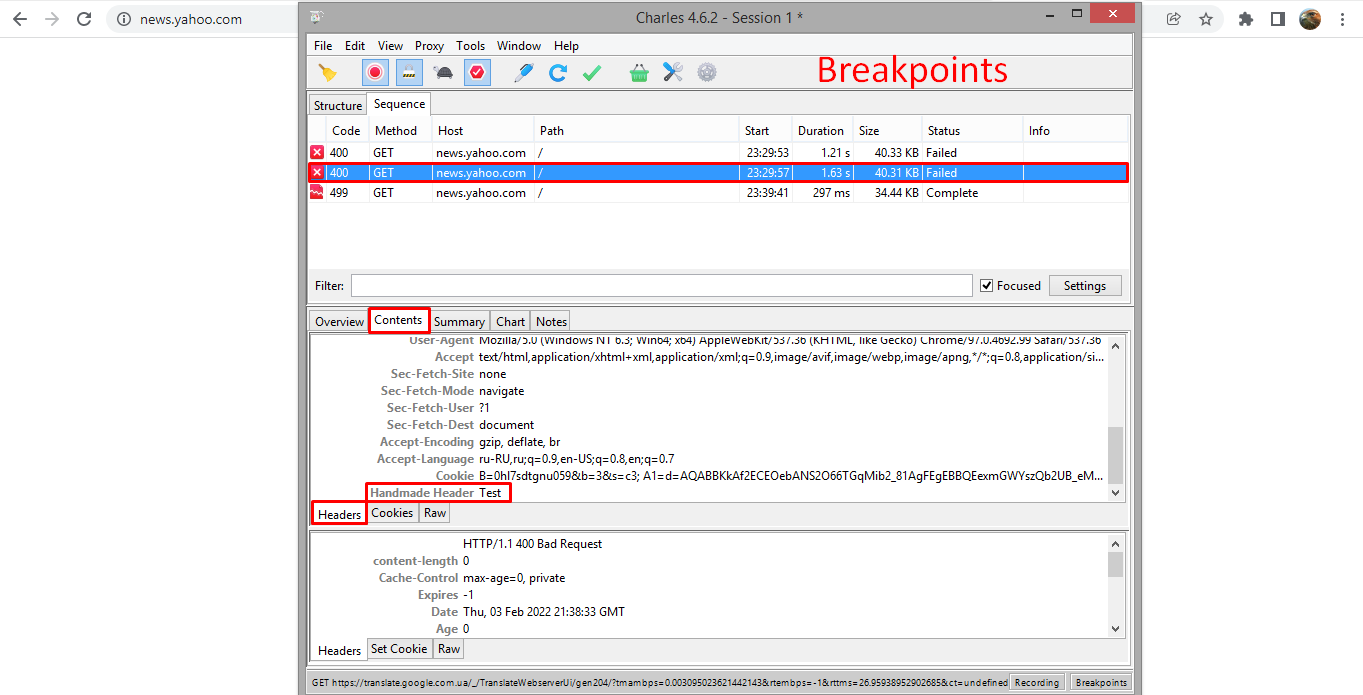 news.yahoo.com
Charles 4.6.2 - Session 1 *
File Edit View Proxy Tools Window Help
Breakpoints
Structure Sequence
Code Method Host Path Start Duration Size Status Info
400 GET news.yahoo.com / 23:29:53 1.21 s 40.33 KB Failed
400 GET news.yahoo.com / 23:29:57 1.63 s 40.31 KB Failed
499 GET news.yahoo.com / 23:39:41 297 ms 34.44 KB Complete
Filter: Focused Settings
Overview Contents Summary Chart Notes
User-Agent Mozilla/5.0 (Windows NT 6.3; Win64; x64) AppleWebKit/537.36 (KHTML, like Gecko) Chrome/97.0.4692.99 Safari/537.36
Accept text/html,application/xhtml+xml,application/xml;q=0.9,image/avif,image/webp,image/apng,*/*;q=0.8,application/si...
Sec-Fetch-Site none
Sec-Fetch-Mode navigate
Sec-Fetch-User ?1
Sec-Fetch-Dest document
Accept-Encoding gzip, deflate, br
Accept-Language ru-RU,ru;q=0.9,en-US;q=0.8,en;q=0.7
Cookie B=0hl7sdtgnu059&b=3&s=c3; A1=d=AQABBKkAf2ECEOebANS2O66TGqMib2_81AgFEgEBBQEexmGWYszQb2UB_eM...
Handmade Header Test
Headers Cookies Raw
HTTP/1.1 400 Bad Request
content-length 0
Cache-Control max-age=0, private
Expires -1
Date Thu, 03 Feb 2022 21:38:33 GMT
Age 0
Headers Set Cookie Raw
GET https://translate.google.com.ua/_/TranslateWebserverUi/gen204/?tmambps=0.003095023621442143&rtembps=-1&rttms=26.95938952902685&ct=undefined Recording Breakpoints